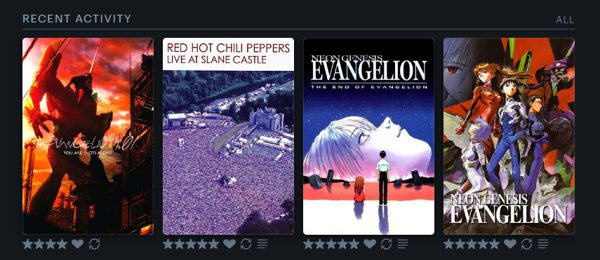 RECENT ACTIVITY
ALL
EVANGELION:1.01
YOU ARE (NOT) ALONE.
RED HOT CHILI PEPPERS
LIVE AT SLANE CASTLE
NEON GENESIS
EVANGELION
THE END OF EVANGELION
NEON GENESIS
EVANGELION